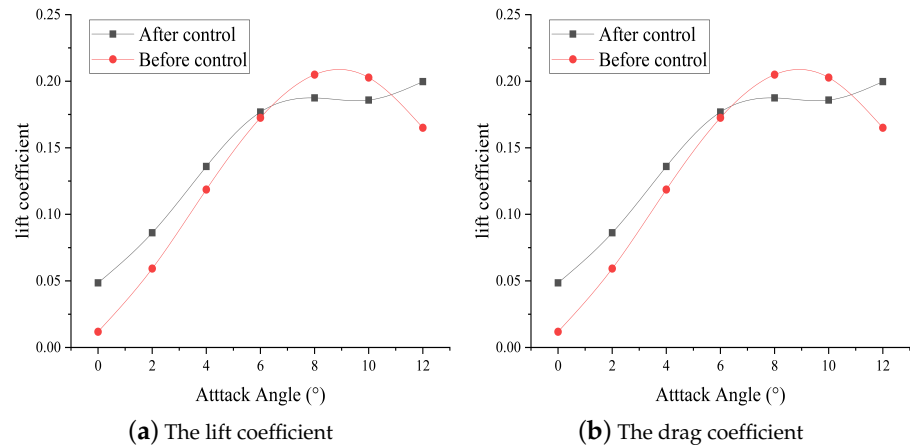 After control
Before control
0.25
0.20
0.15
0.10
0.05
0.00
lift coefficient
0 2 4 6 8 10 12
Atttack Angle (°)
(a) The lift coefficient
After control
Before control
0.25
0.20
0.15
0.10
0.05
0.00
lift coefficient
0 2 4 6 8 10 12
Atttack Angle (°)
(b) The drag coefficient